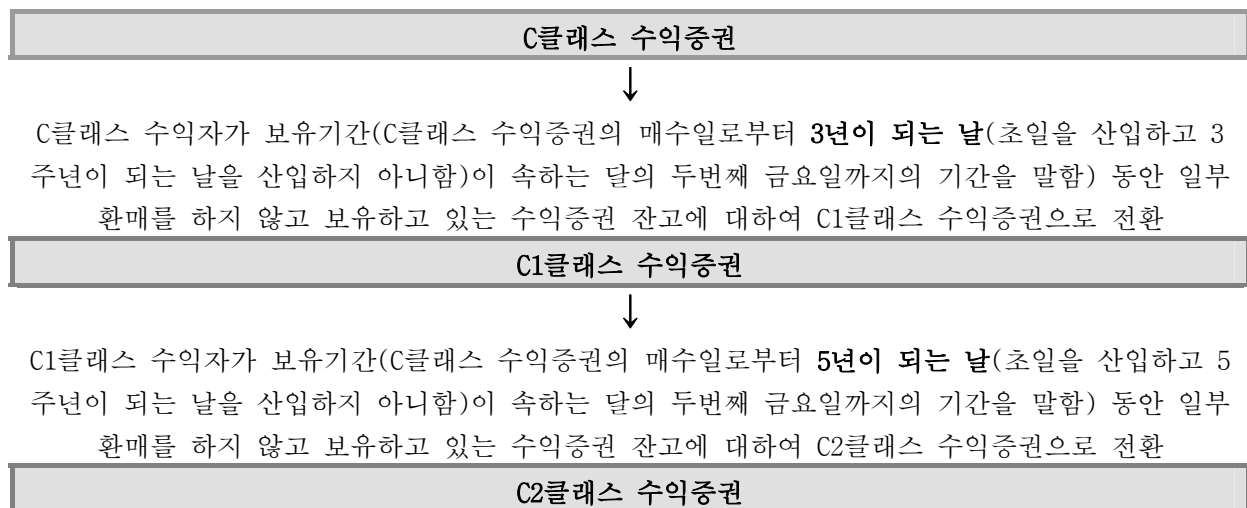 C클래스 수익증권
↓
C클래스 수익자가 보유기간(C클래스 수익증권의 매수일로부터 3년이 되는 날(초일을 산입하고 3
주년이 되는 날을 산입하지 아니함)이 속하는 달의 두번째 금요일까지의 기간을 말함) 동안 일부
환매를 하지 않고 보유하고 있는 수익증권 잔고에 대하여 C1클래스 수익증권으로 전환
C1클래스 수익증권
↓
C1클래스 수익자가 보유기간(C클래스 수익증권의 매수일로부터 5년이 되는 날(초일을 산입하고 5
주년이 되는 날을 산입하지 아니함)이 속하는 달의 두번째 금요일까지의 기간을 말함) 동안 일부
환매를 하지 않고 보유하고 있는 수익증권 잔고에 대하여 C2클래스 수익증권으로 전환
C2클래스 수익증권